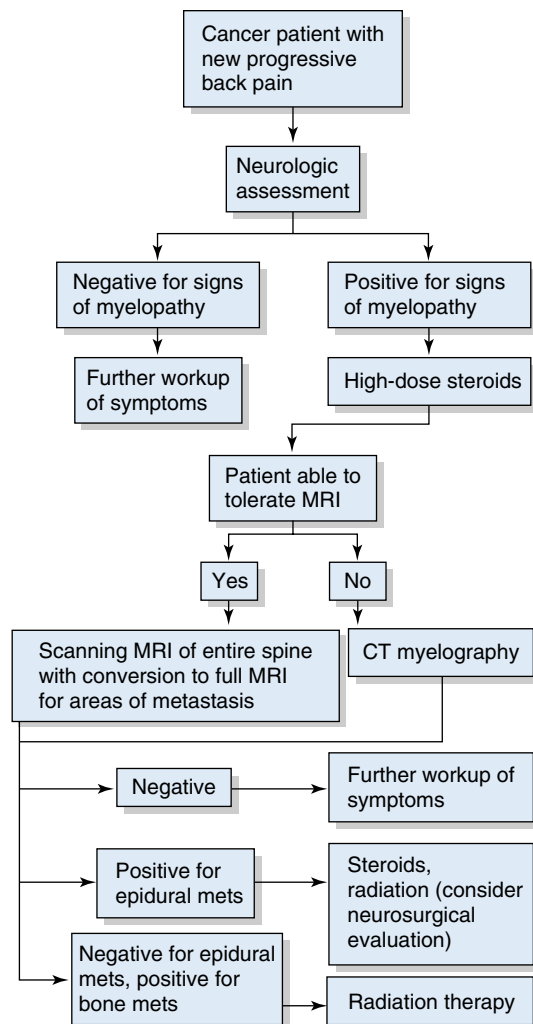 Cancer patient with
new progressive
back pain
Neurologic
assessment
Negative for signs
of myelopathy
Positive for signs
of myelopathy
Further workup
of symptoms
High-dose steroids
Patient able to
tolerate MRI
Yes
No
Scanning MRI of entire spine
with conversion to full MRI
for areas of metastasis
CT myelography
Negative
Further workup of
symptoms
Positive for
epidural mets
Steroids,
radiation (consider
neurosurgical
evaluation)
Negative for epidural
mets, positive for
bone mets
Radiation therapy